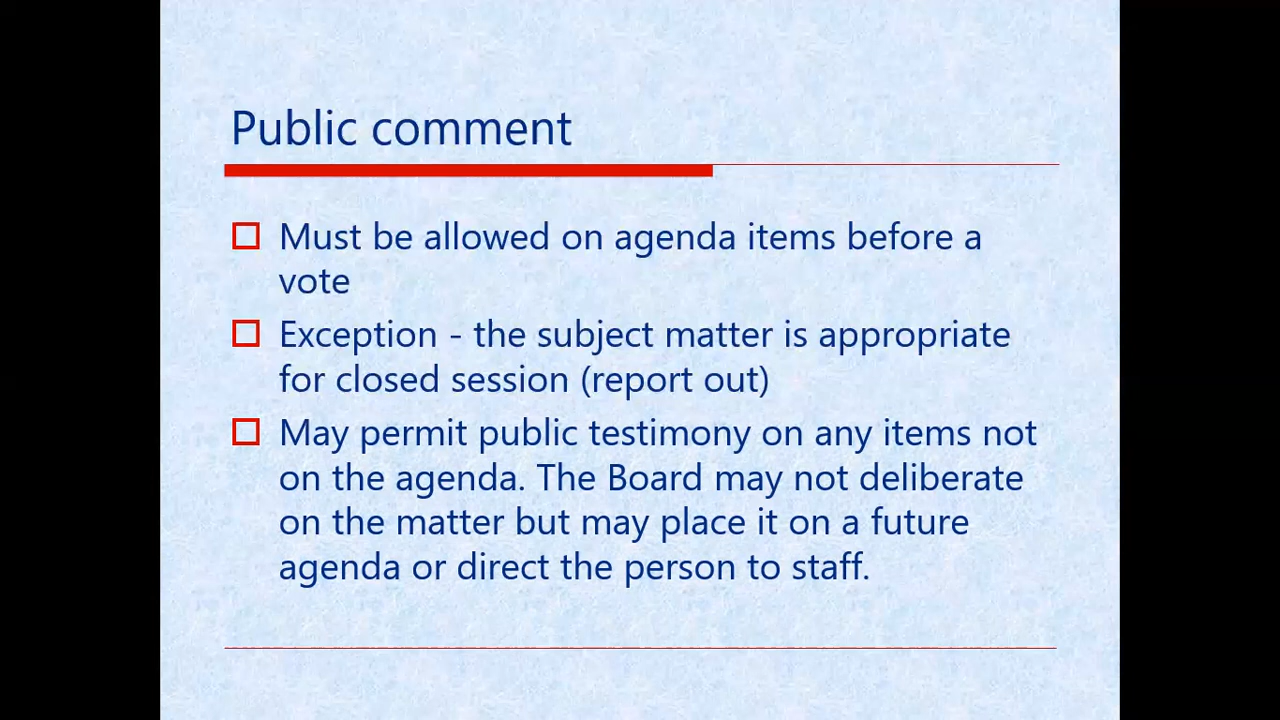 Public comment
Must be allowed on agenda items before a
vote
Exception - the subject matter is appropriate
for closed session (report out)
May permit public testimony on any items not
on the agenda. The Board may not deliberate
on the matter but may place it on a future
agenda or direct the person to staff.